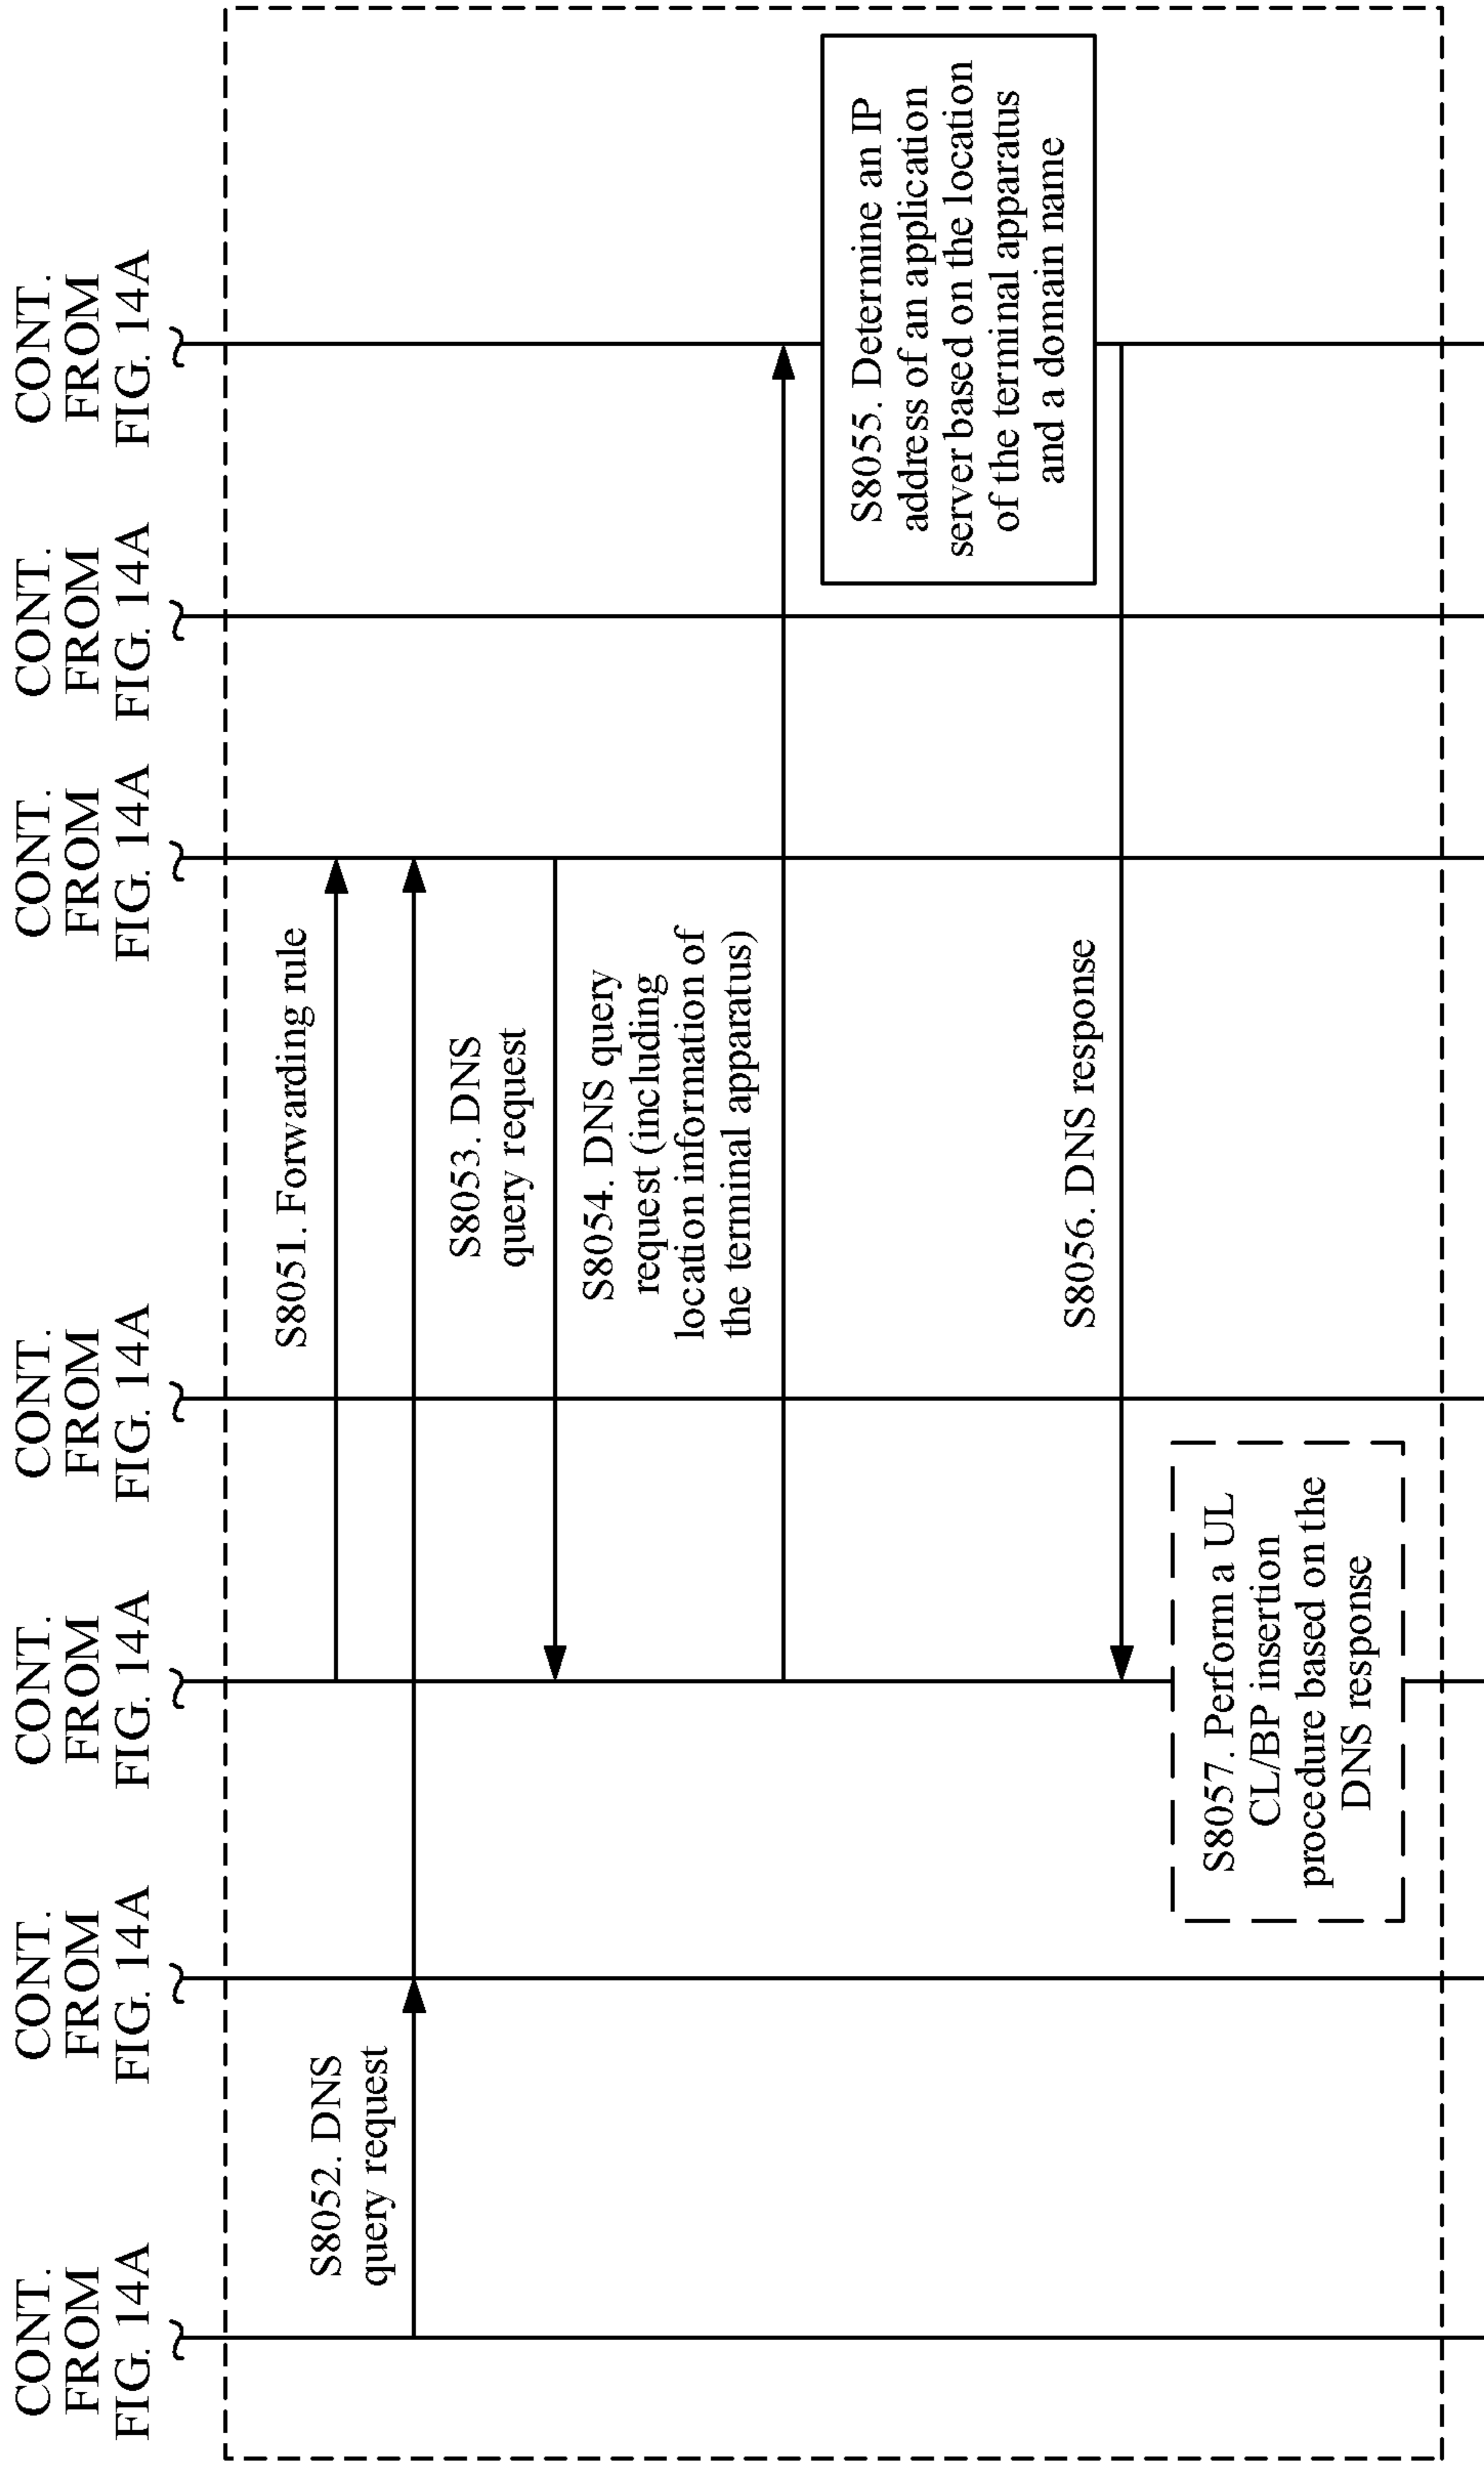 CONT.
FROM
FIG. 14A
CONT.
FROM
FIG. 14A
CONT.
FROM
FIG. 14A
CONT.
FROM
FIG. 14A
CONT.
FROM
FIG. 14A
CONT.
FROM
FIG. 14A
CONT.
FROM
FIG. 14A
S8051. Forwarding rule
S8052. DNS
query request
S8053. DNS
query request
S8054. DNS query
request (including
location information of
the terminal apparatus)
S8055. Determine an IP
address of an application
server based on the location
of the terminal apparatus
and a domain name
S8056. DNS response
S8057. Perform a UL
CL/BP insertion
procedure based on the
DNS response